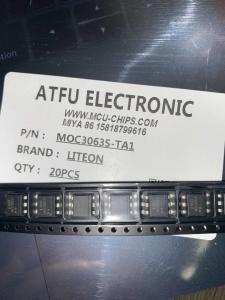 ATFU ELECTRONIC
WWW.MCU-CHIPS.COM
MIYA 86 15818799616
P/N : MOC3063S-TA1
BRAND : LITEON
QTY : 20PCS